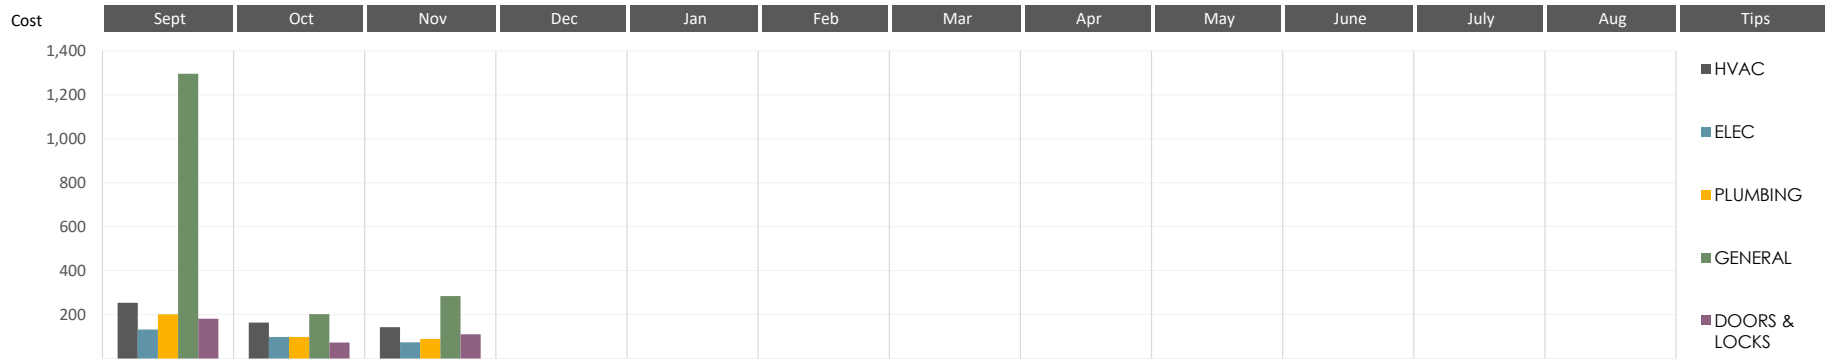 Cost
Sept Oct Nov Dec Jan Feb Mar Apr May June July Aug Tips
1,400
1,200
1,000
800
600
400
200
HVAC
ELEC
PLUMBING
GENERAL
DOORS &
LOCKS